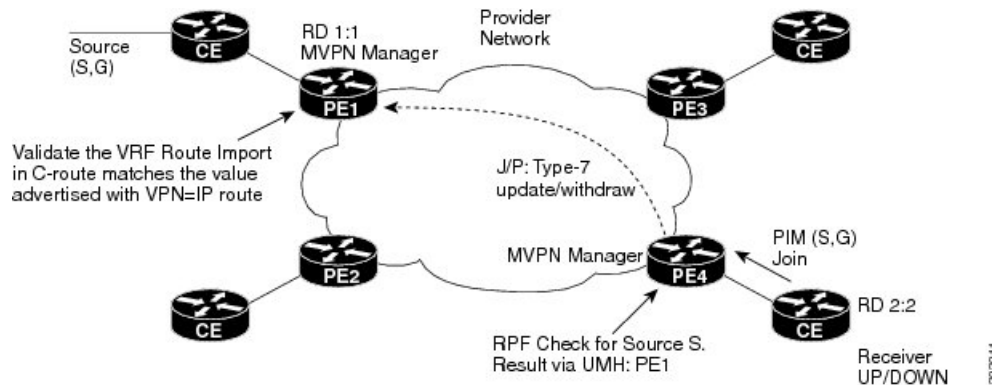 Source
(S,G)
CE
RD 1:1
MVPN Manager
PE1
Provider
Network
CE
PE3
Validate the VRF Route Import
in C-route matches the value
advertised with VPN=IP route
J/P: Type-7
update/withdraw
PE2
CE
MVPN Manager
PE4
PIM (S,G)
Join
CE
RD 2:2
RPF Check for Source S.
Result via UMH: PE1
Receiver
UP/DOWN